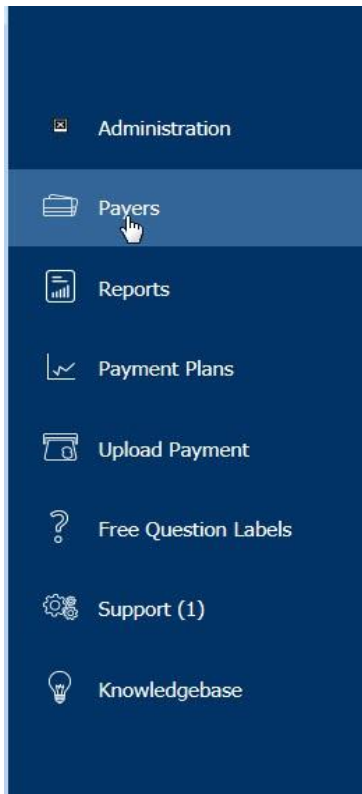 Administration
Payers
Reports
Payment Plans
Upload Payment
Free Question Labels
Support (1)
Knowledgebase